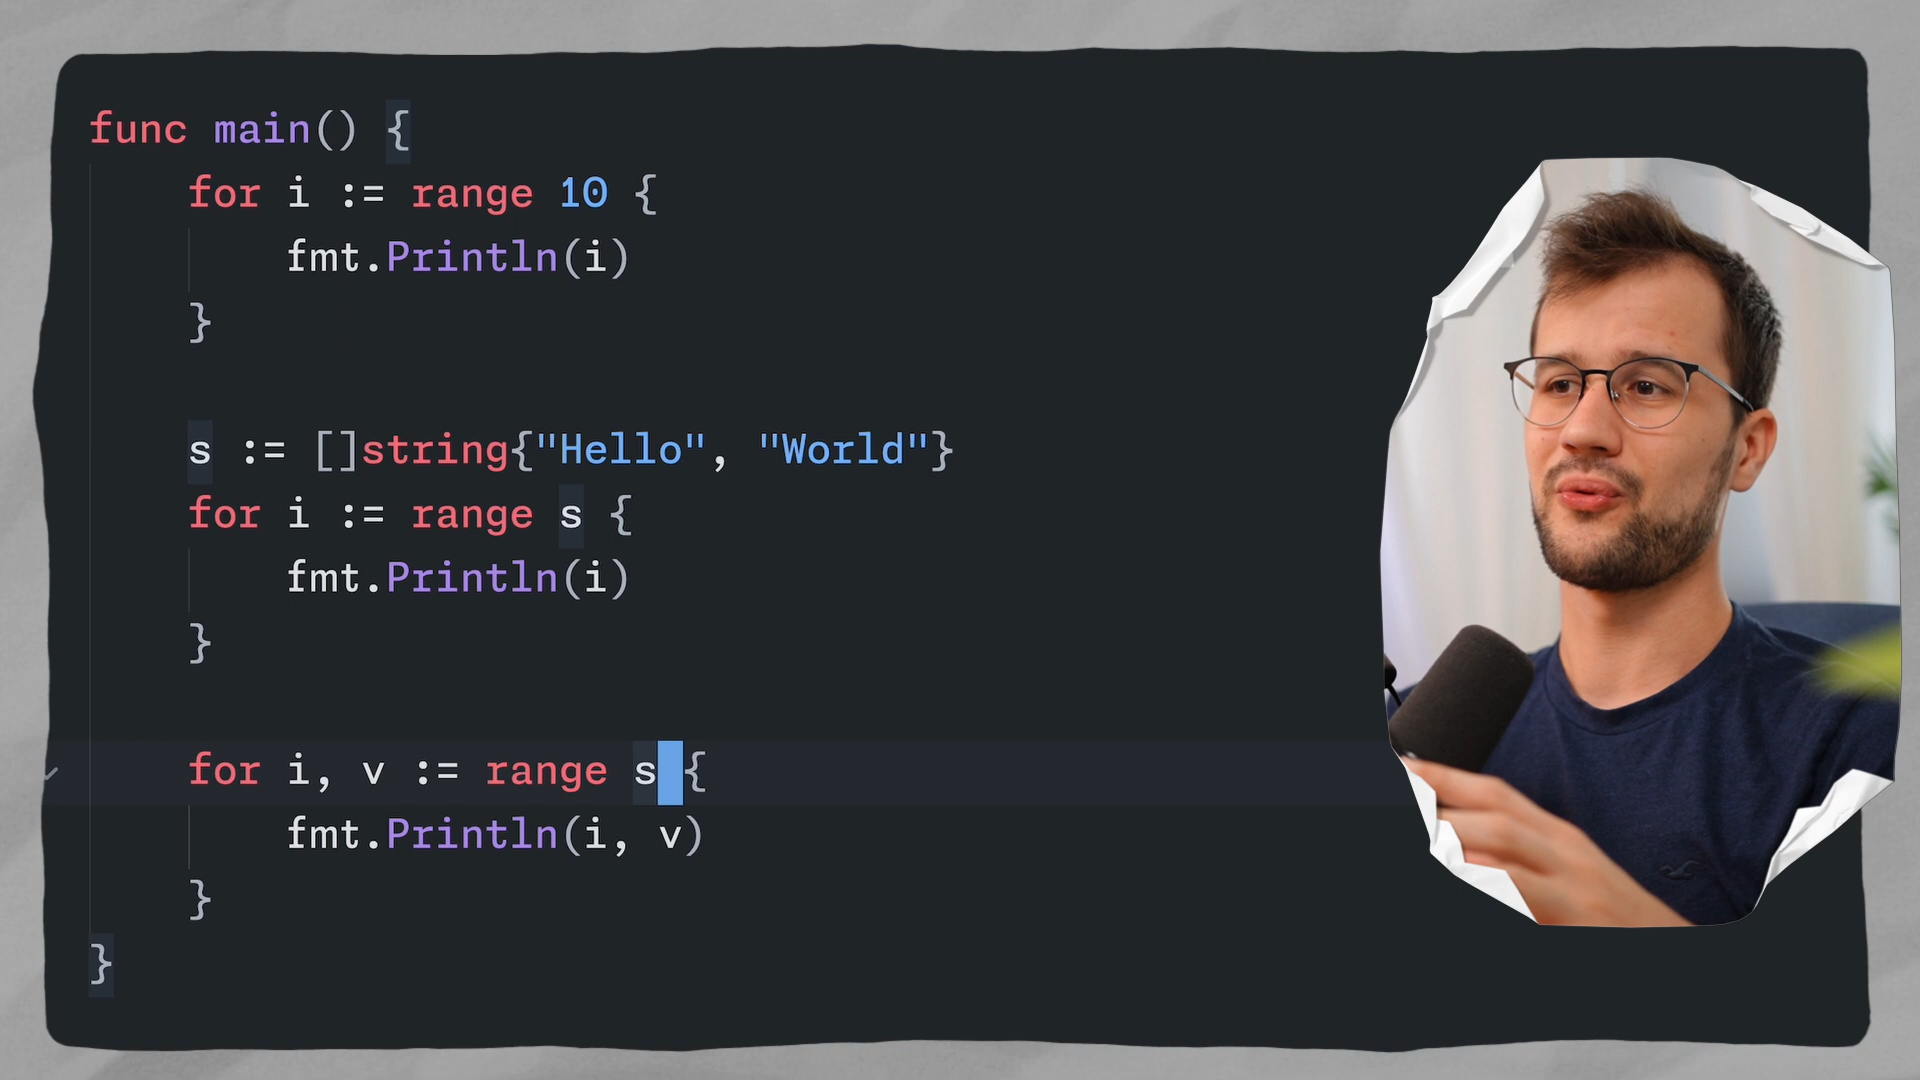 func main() {
for i := range 10 {
fmt.Println(i)
}
s := []string{"Hello", "World"}
for i := range s {
fmt.Println(i)
}
for i, v := range s {
fmt.Println(i, v)
}
}